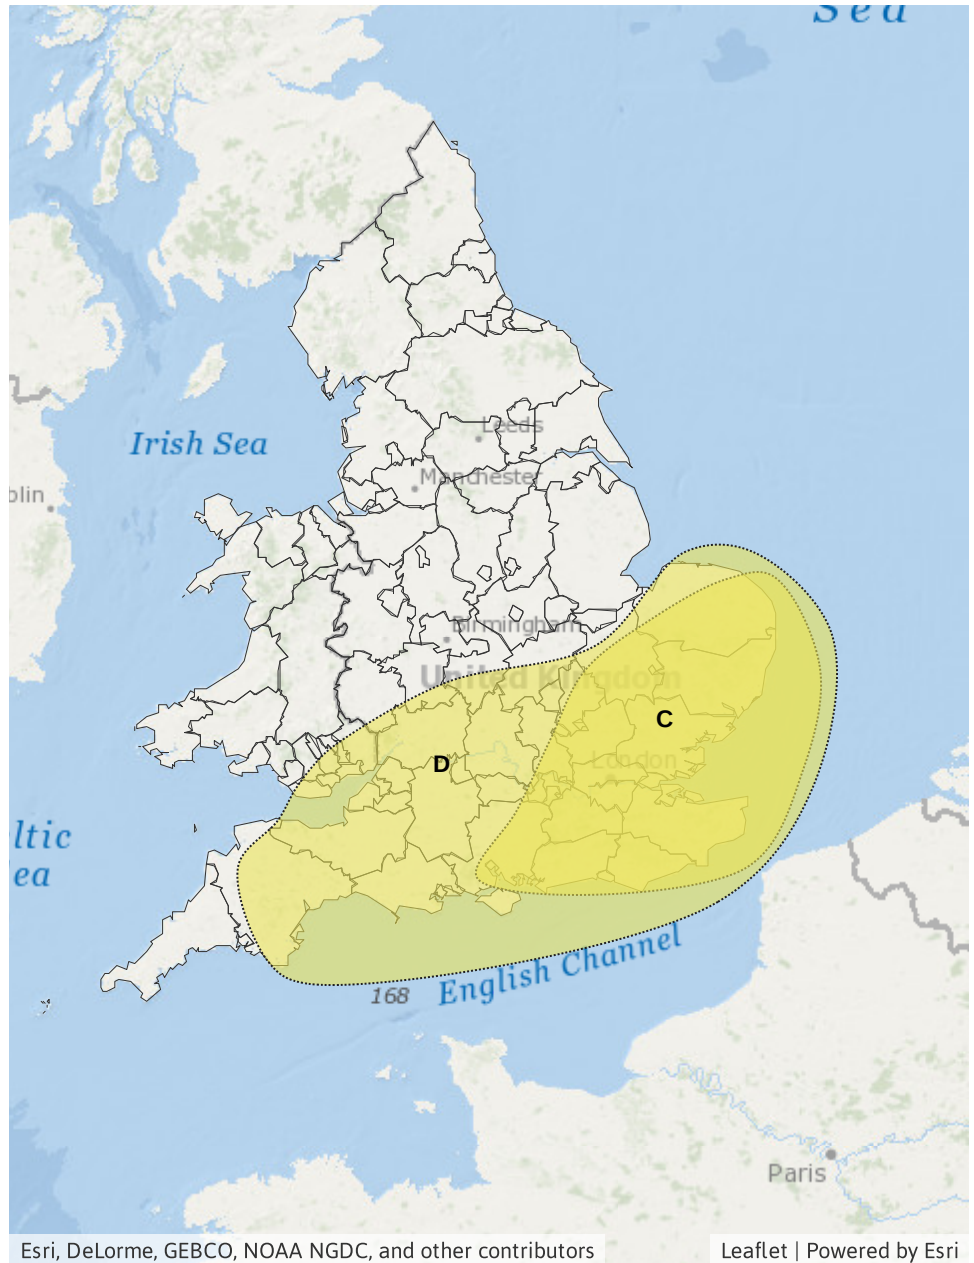 Sea
Leeds
Irish Sea
Manchester
blin
Birmingham
United Kingdom
C
London
D
ltic
ea
English Channel
168
Paris
Esri, DeLorme, GEBCO, NOAA NGDC, and other contributors
Leaflet | Powered by Esri